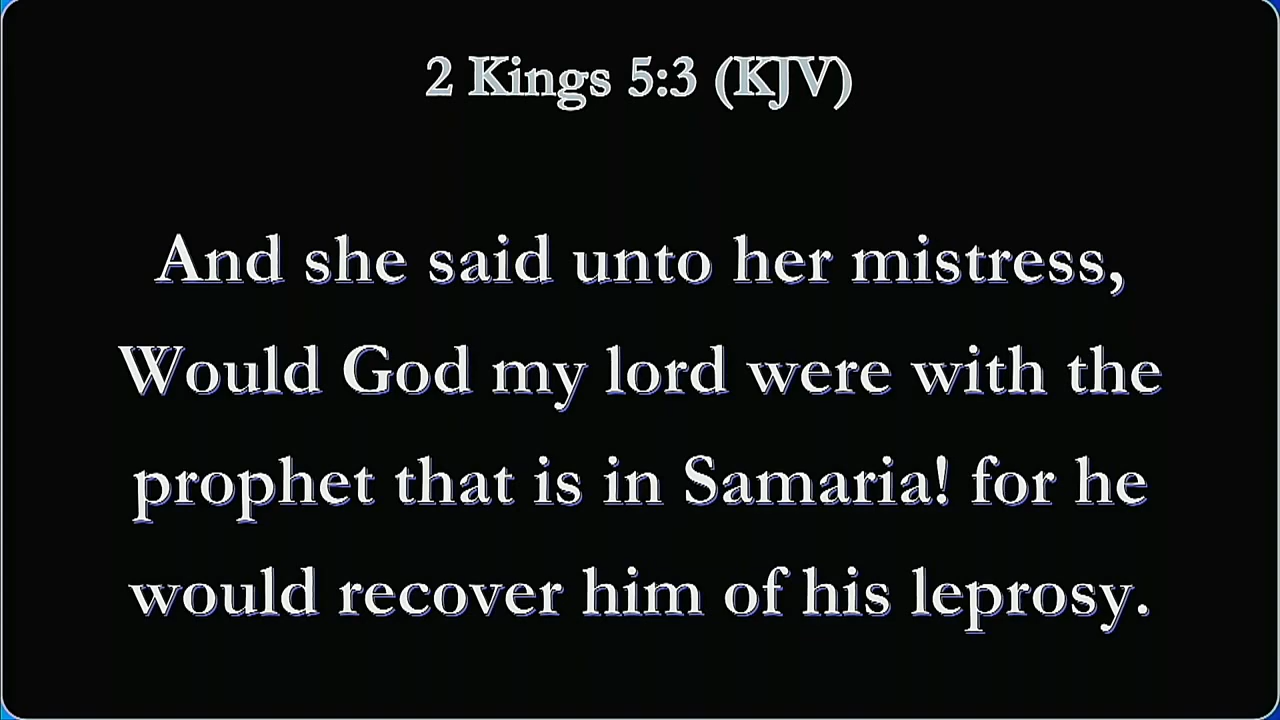 2 Kings 5:3 (KJV)
And she said unto her mistress,
Would God my lord were with the
prophet that is in Samaria! for he
would recover him of his leprosy.